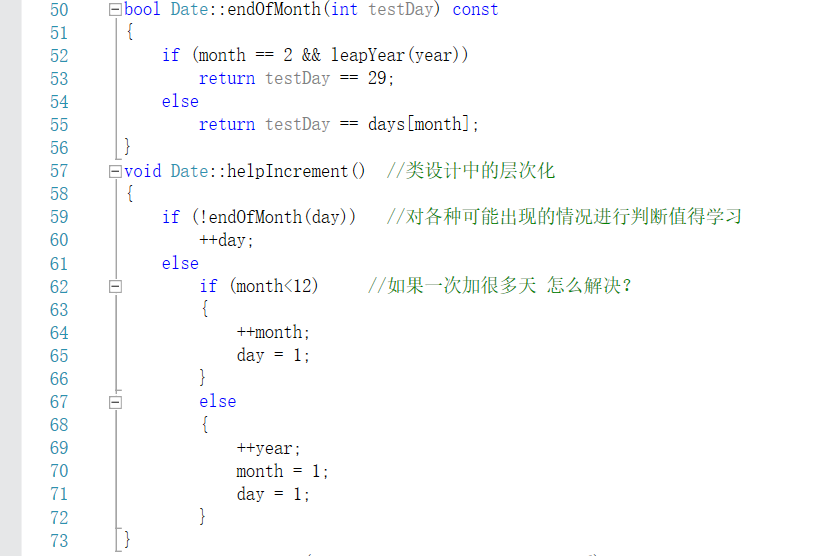 50 bool Date::endOfMonth(int testDay) const
51 {
52 if (month == 2 && leapYear(year))
53 return testDay == 29;
54 else
55 return testDay == days[month];
56 }
57 void Date::helpIncrement() //类设计中的层次化
58 {
59 if (!endOfMonth(day)) //对各种可能出现的情况进行判断值得学习
60 ++day;
61 else
62 if (month<12) //如果一次加很多天 怎么解决?
63 {
64 ++month;
65 day = 1;
66 }
67 else
68 {
69 ++year;
70 month = 1;
71 day = 1;
72 }
73 }